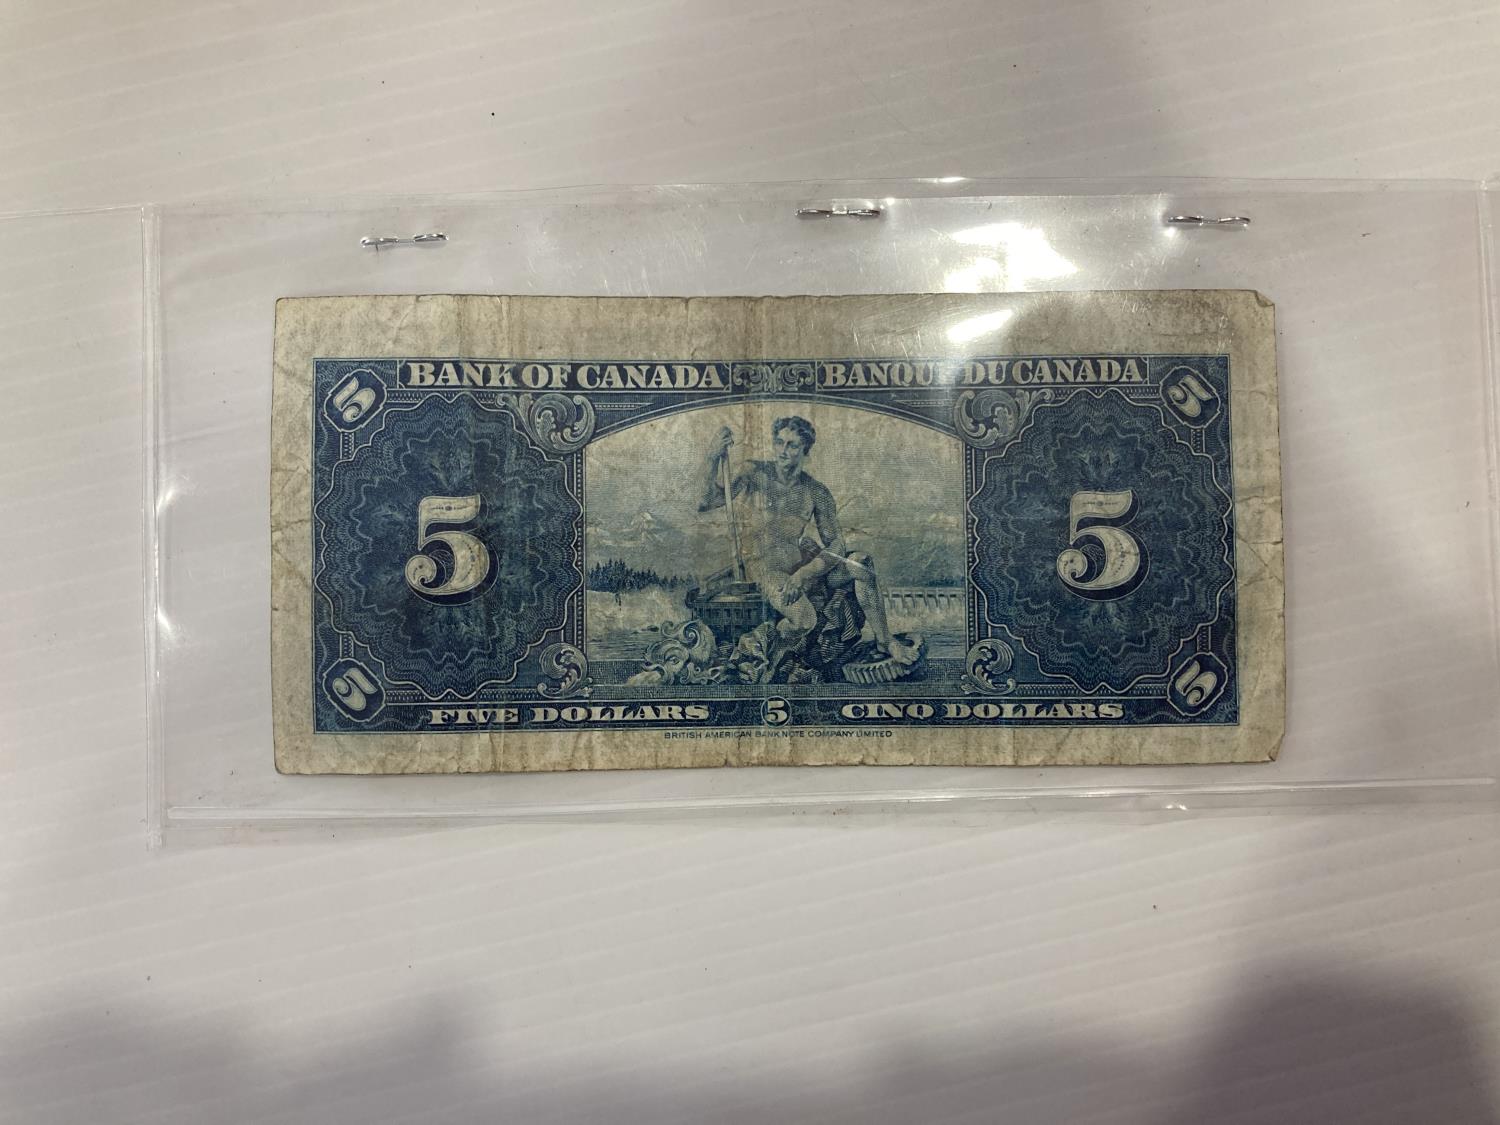 5 BANK OF CANADA BANQUE DU CANADA 5
5 5
5 FIVE DOLLARS 5 CINQ DOLLARS 5
BRITISH AMERICAN BANK NOTE COMPANY LIMITED